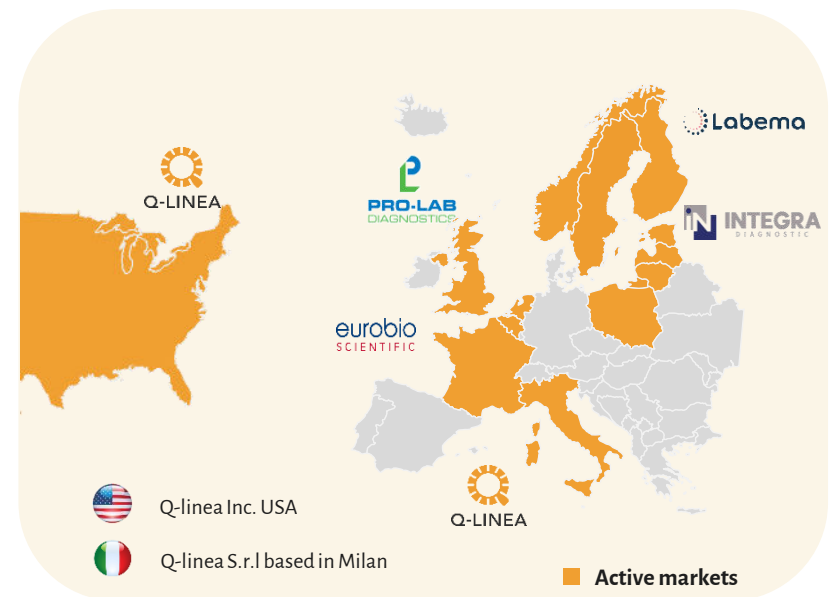 Labema
Q-LINEA
PRO-LAB
DIAGNOSTICS
INTEGRA
DIAGNOSTIC
eurobio
SCIENTIFIC
Q-LINEA
Q-linea Inc. USA
Q-linea S.r.l based in Milan
Active markets